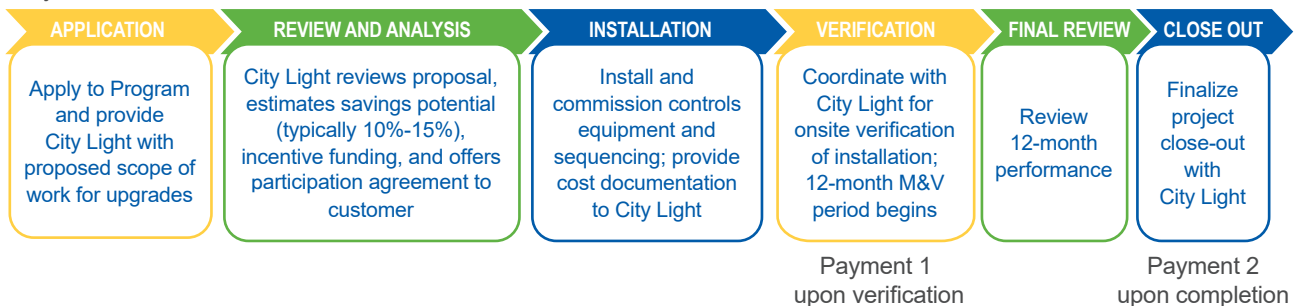 APPLICATION
Apply to Program
and provide
City Light with
proposed scope of
work for upgrades
REVIEW AND ANALYSIS
City Light reviews proposal,
estimates savings potential
(typically 10%-15%),
incentive funding, and offers
participation agreement to
customer
INSTALLATION
Install and
commission controls
equipment and
sequencing; provide
cost documentation
to City Light
VERIFICATION
Coordinate with
City Light for
onsite verification
of installation;
12-month M&V
period begins
Payment 1
upon verification
FINAL REVIEW
Review
12-month
performance
CLOSE OUT
Finalize
project
close-out
with
City Light
Payment 2
upon completion